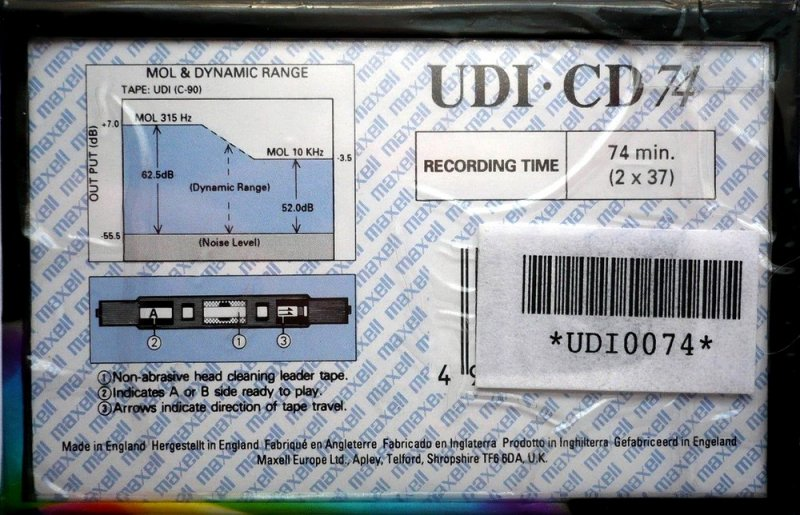 MOL & DYNAMIC RANGE
TAPE: UDI (C-90)
OUT PUT (dB)
+7.0
MOL 315 Hz
MOL 10 KHz
-3.5
62.5dB
(Dynamic Range)
52.0dB
-55.5
(Noise Level)
UDI·CD 74
RECORDING TIME
74 min.
(2 x 37)
*UDI0074*
4
A
② ① ③
①Non-abrasive head cleaning leader tape.
②Indicates A or B side ready to play.
③Arrows indicate direction of tape travel.
Made in England Hergestellt in England Fabriqué en Angleterre Fabricado en Inglaterra Prodotto in Inghilterra Gefabriceerd in Engeland
Maxell Europe Ltd., Apley, Telford, Shropshire TF6 6DA, U.K.
maxell